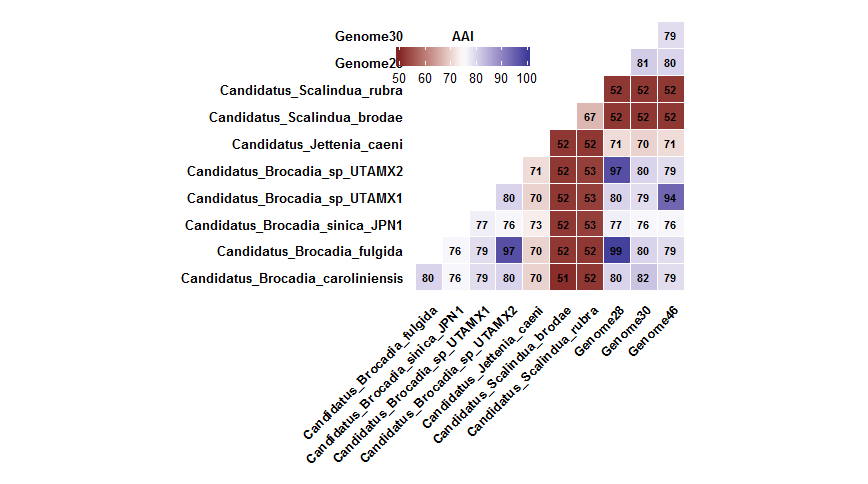 Genome30 AAI 79
Genome28 81 80
50 60 70 80 90 100
Candidatus_Scalindua_rubra 52 52 52
Candidatus_Scalindua_brodae 67 52 52 52
Candidatus_Jettenia_caeni 52 52 71 70 71
Candidatus_Brocadia_sp_UTAMX2 71 52 53 97 80 79
Candidatus_Brocadia_sp_UTAMX1 80 70 52 53 80 79 94
Candidatus_Brocadia_sinica_JPN1 77 76 73 52 53 77 76 76
Candidatus_Brocadia_fulgida 76 79 97 70 52 52 99 80 79
Candidatus_Brocadia_caroliniensis 80 76 79 80 70 51 52 80 82 79
Candidatus_Brocadia_fulgida
Candidatus_Brocadia_sinica_JPN1
Candidatus_Brocadia_sp_UTAMX1
Candidatus_Brocadia_sp_UTAMX2
Candidatus_Jettenia_caeni
Candidatus_Scalindua_brodae
Candidatus_Scalindua_rubra
Genome28
Genome30
Genome46